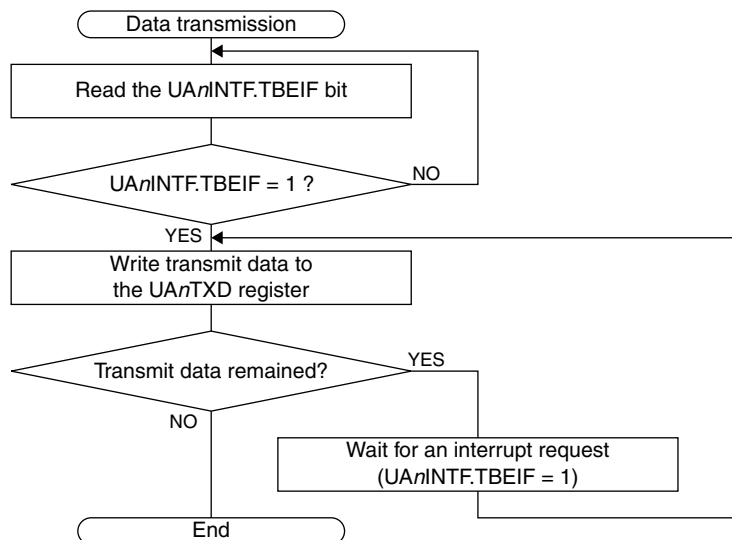 Data transmission
Read the UAnINTF.TBEIF bit
UAnINTF.TBEIF = 1 ?
NO
YES
Write transmit data to
the UAnTXD register
Transmit data remained?
YES
NO
Wait for an interrupt request
(UAnINTF.TBEIF = 1)
End